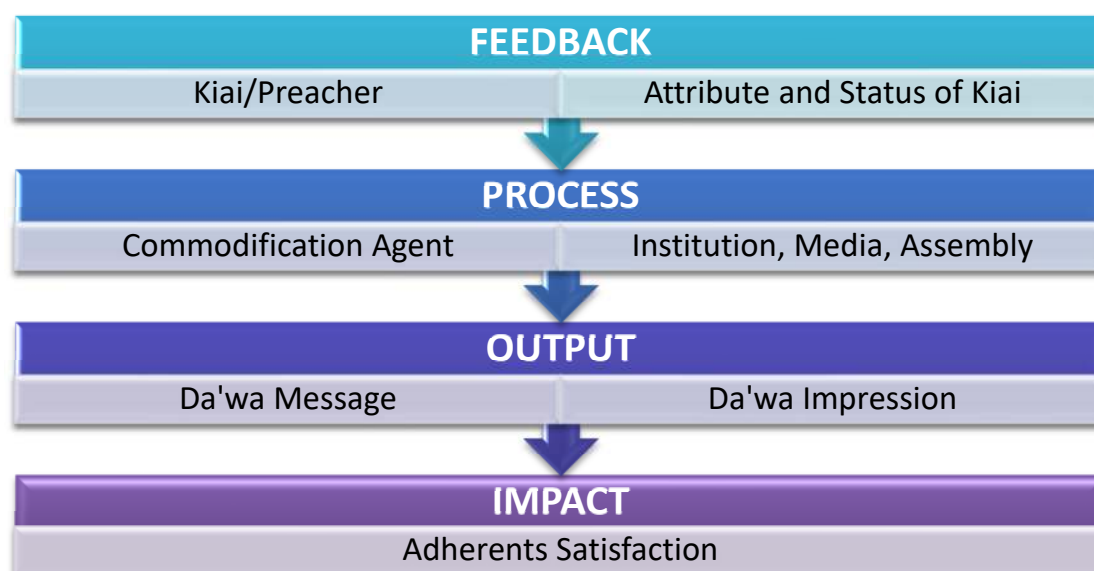 FEEDBACK
Kiai/Preacher Attribute and Status of Kiai
PROCESS
Commodification Agent Institution, Media, Assembly
OUTPUT
Da'wa Message Da'wa Impression
IMPACT
Adherents Satisfaction